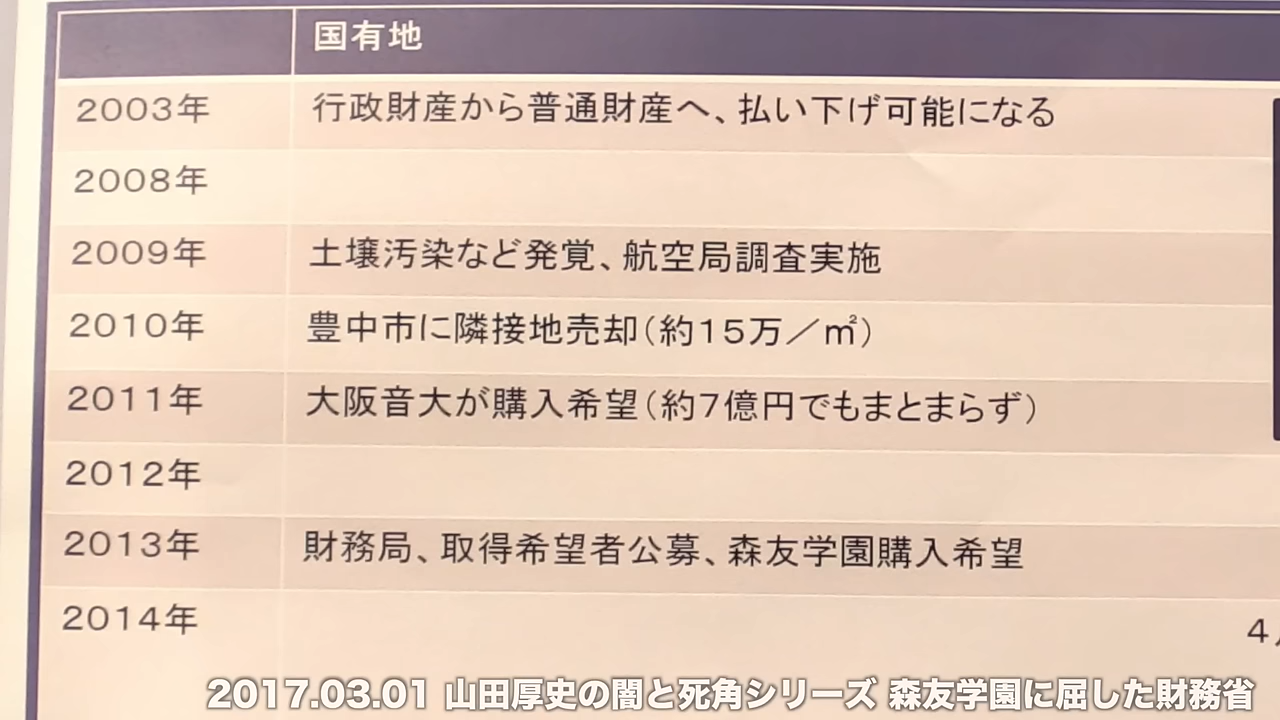 国有地
2003年 行政財産から普通財産へ、払い下げ可能になる
2008年
2009年 土壌汚染など発覚、航空局調査実施
2010年 豊中市に隣接地売却（約15万／㎡）
2011年 大阪音大が購入希望（約7億円でもまとまらず）
2012年
2013年 財務局、取得希望者公募、森友学園購入希望
2014年 4
2017.03.01 山田厚史の闇と死角シリーズ 森友学園に屈した財務省